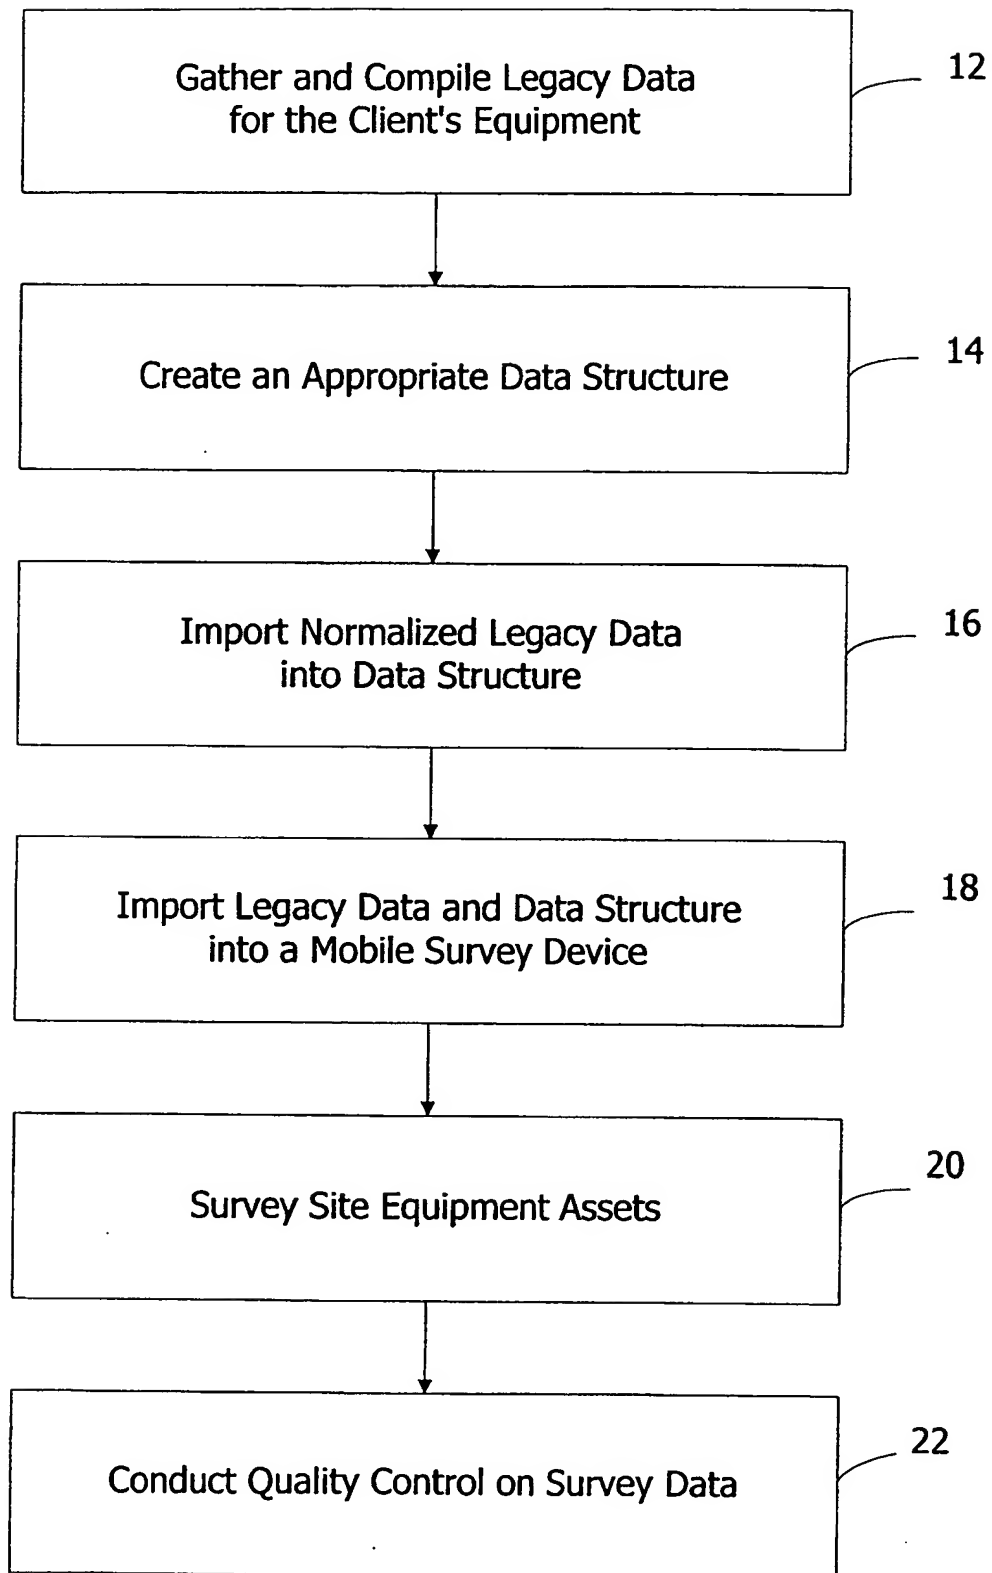 Gather and Compile Legacy Data
for the Client's Equipment
12
Create an Appropriate Data Structure
14
Import Normalized Legacy Data
into Data Structure
16
Import Legacy Data and Data Structure
into a Mobile Survey Device
18
Survey Site Equipment Assets
20
Conduct Quality Control on Survey Data
22